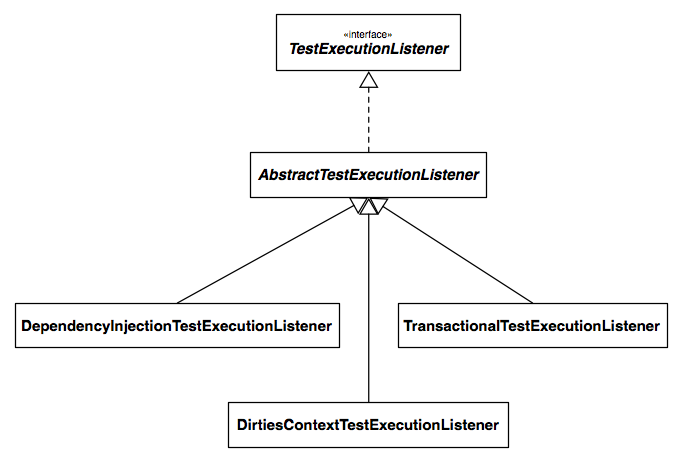 «interface»
TestExecutionListener
AbstractTestExecutionListener
DependencyInjectionTestExecutionListener
TransactionalTestExecutionListener
DirtiesContextTestExecutionListener